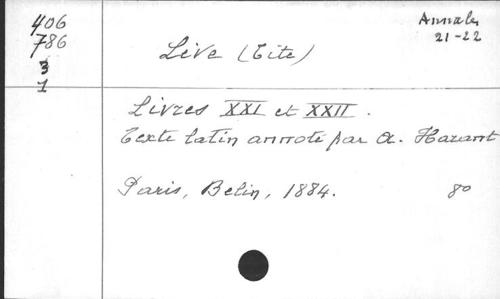 406
786
3
1
Annales
21-22
Live (Tite)
Livres XXI et XXII.
Texte latin annoté par A. Harant
Paris, Belin, 1884. 8°